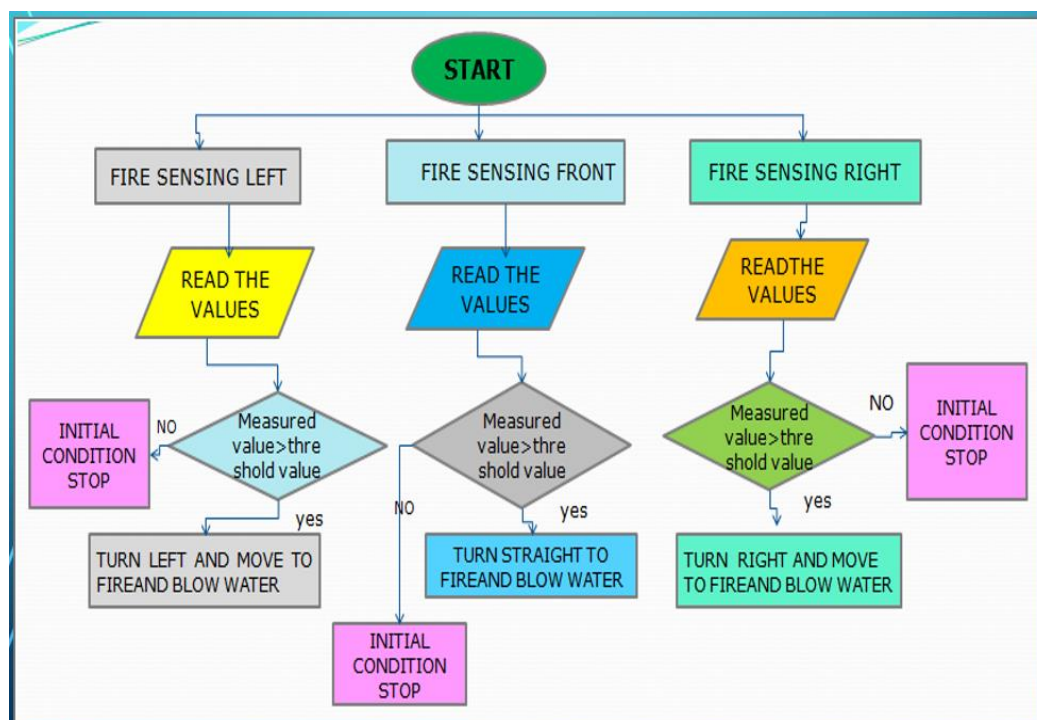 START
FIRE SENSING LEFT
FIRE SENSING FRONT
FIRE SENSING RIGHT
READ THE
VALUES
READ THE
VALUES
READTHE
VALUES
INITIAL
CONDITION
STOP
NO
Measured
value>thre
shold value
yes
NO
Measured
value>thre
shold value
yes
Measured
value>thre
shold value
NO
yes
INITIAL
CONDITION
STOP
TURN LEFT AND MOVE TO
FIREAND BLOW WATER
TURN STRAIGHT TO
FIREAND BLOW WATER
TURN RIGHT AND MOVE
TO FIREAND BLOW WATER
INITIAL
CONDITION
STOP